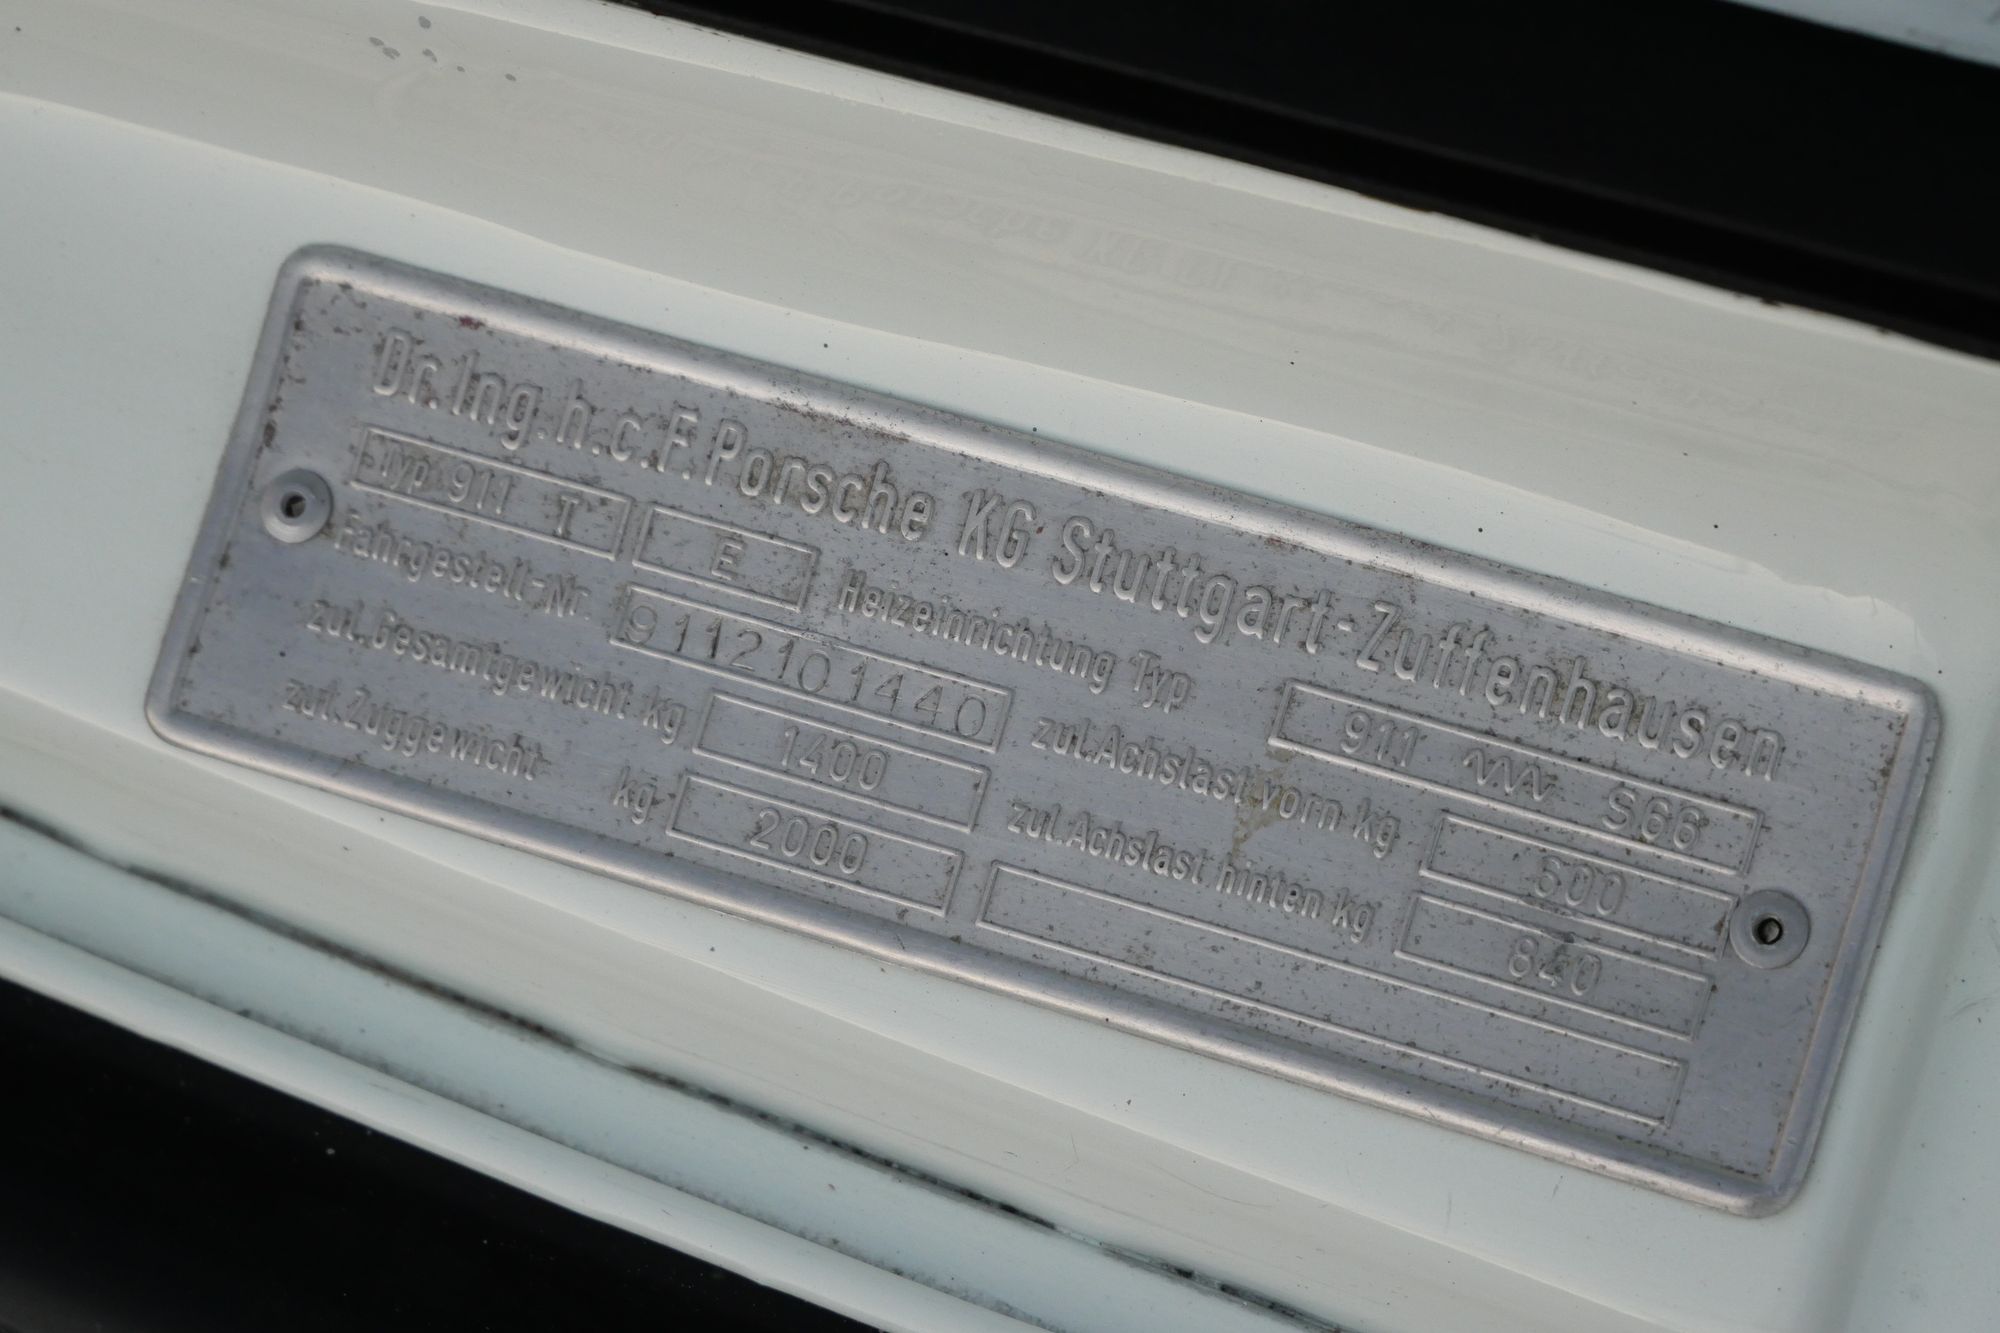 Dr.Ing.h.c.F.Porsche KG Stuttgart-Zuffenhausen
Typ 911 T E Heizeinrichtung Typ 911 S66
Fahrgestell-Nr. 9112101440 zul.Achslast vorn kg 600
zul.Gesamtgewicht kg 1400 zul.Achslast hinten kg 840
zul.Zuggewicht kg 2000